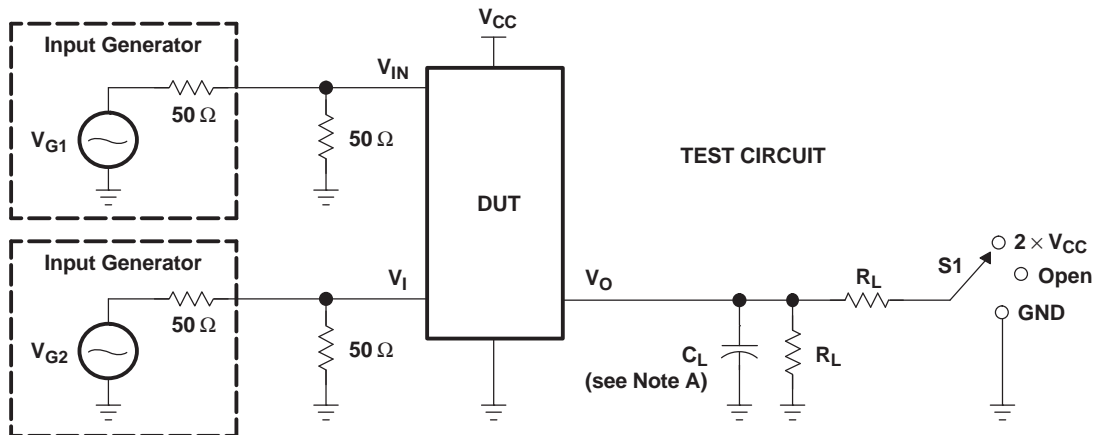 Input Generator
V_CC
V_IN
50 Ω
V_G1
50 Ω
TEST CIRCUIT
DUT
Input Generator
V_I
50 Ω
V_G2
50 Ω
V_O
C_L
(see Note A)
R_L
R_L
S1
2 × V_CC
Open
GND